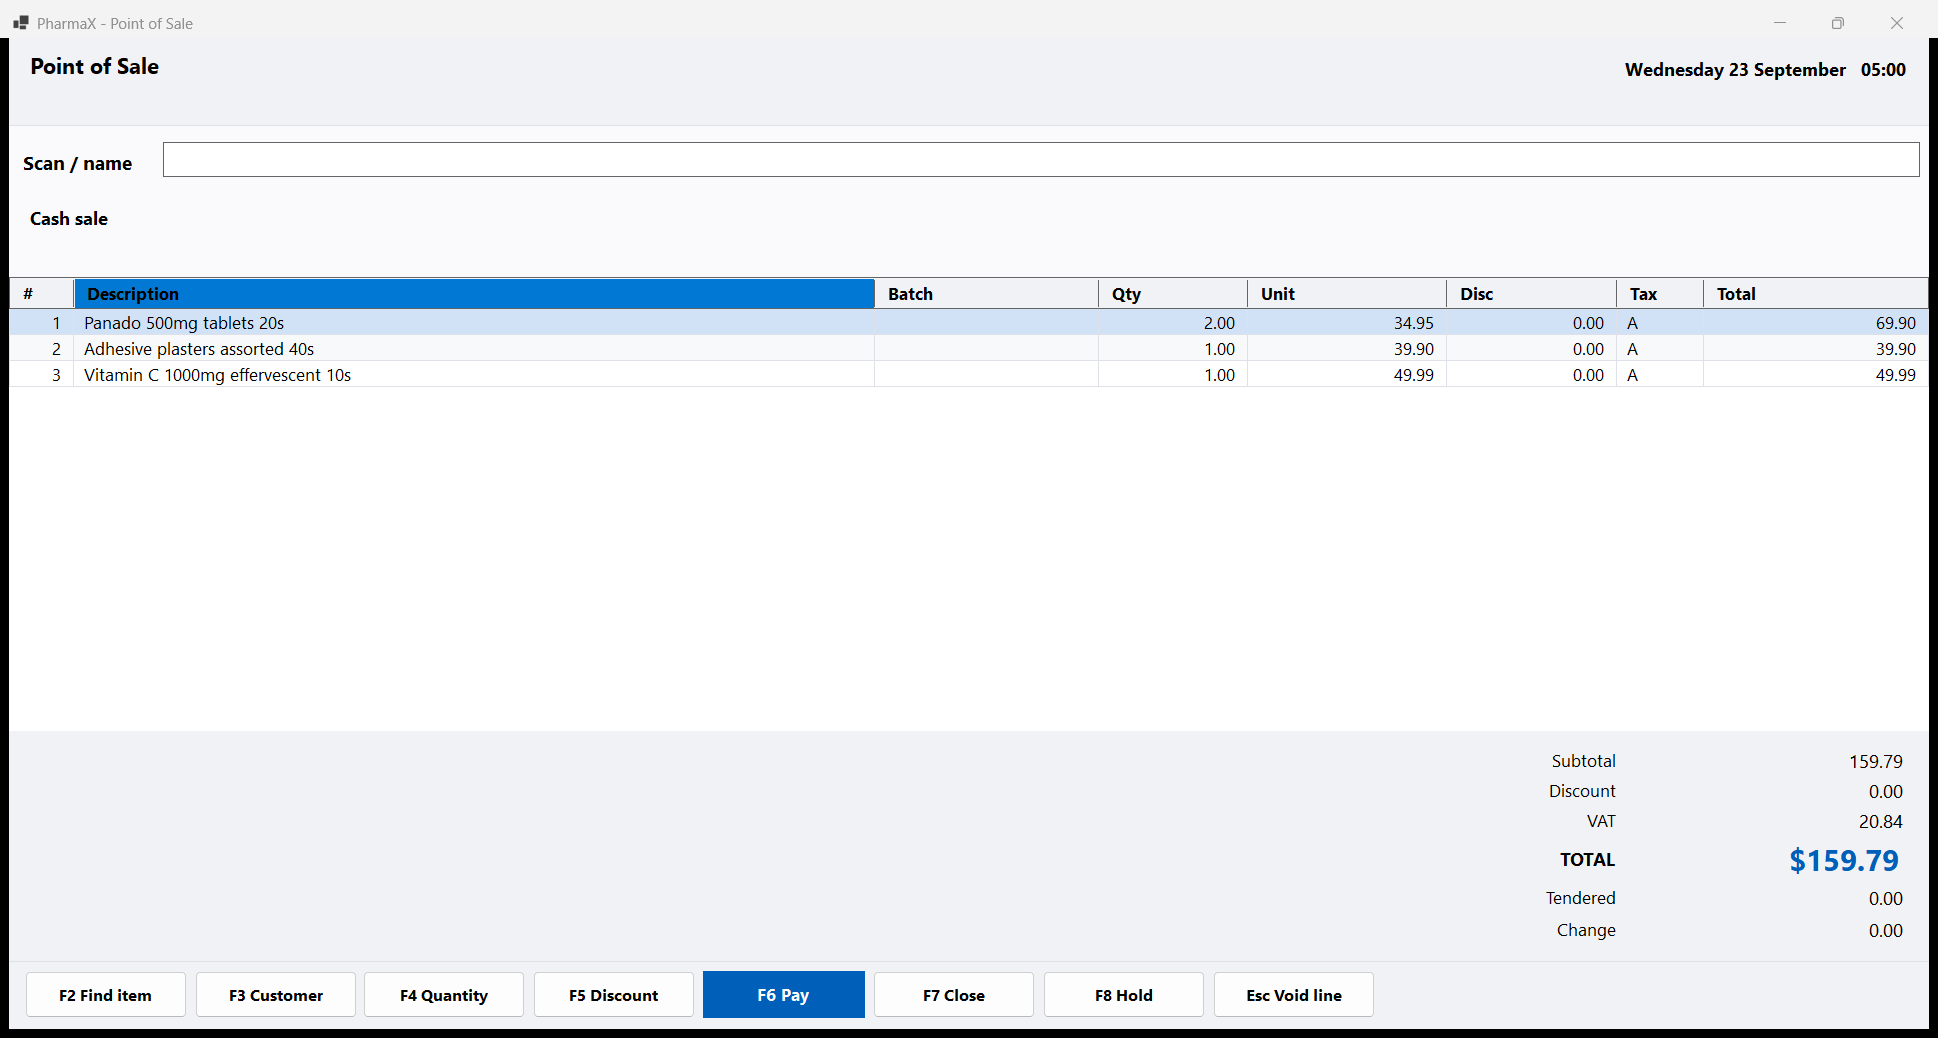 PharmaX - Point of Sale
Point of Sale
Wednesday 23 September 05:00
Scan / name
Cash sale
# Description Batch Qty Unit Disc Tax Total
1 Panado 500mg tablets 20s 2.00 34.95 0.00 A 69.90
2 Adhesive plasters assorted 40s 1.00 39.90 0.00 A 39.90
3 Vitamin C 1000mg effervescent 10s 1.00 49.99 0.00 A 49.99
Subtotal 159.79
Discount 0.00
VAT 20.84
TOTAL $159.79
Tendered 0.00
Change 0.00
F2 Find item F3 Customer F4 Quantity F5 Discount F6 Pay F7 Close F8 Hold Esc Void line